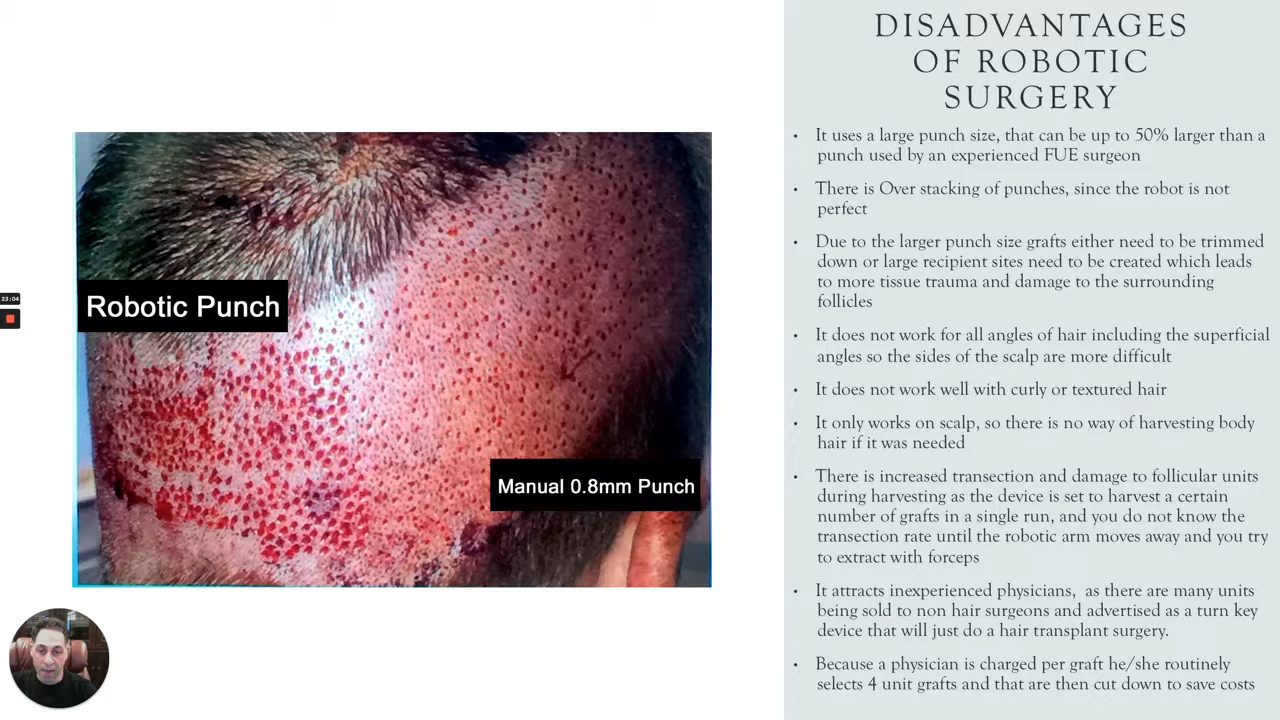 DISADVANTAGES
OF ROBOTIC
SURGERY
• It uses a large punch size, that can be up to 50% larger than a
punch used by an experienced FUE surgeon
• There is Over stacking of punches, since the robot is not
perfect
• Due to the larger punch size grafts either need to be trimmed
down or large recipient sites need to be created which leads
to more tissue trauma and damage to the surrounding
follicles
• It does not work for all angles of hair including the superficial
angles so the sides of the scalp are more difficult
• It does not work well with curly or textured hair
• It only works on scalp, so there is no way of harvesting body
hair if it was needed
• There is increased transection and damage to follicular units
during harvesting as the device is set to harvest a certain
number of grafts in a single run, and you do not know the
transection rate until the robotic arm moves away and you try
to extract with forceps
• It attracts inexperienced physicians, as there are many units
being sold to non hair surgeons and advertised as a turn key
device that will just do a hair transplant surgery.
• Because a physician is charged per graft he/she routinely
selects 4 unit grafts and that are then cut down to save costs
Robotic Punch
Manual 0.8mm Punch
23:04